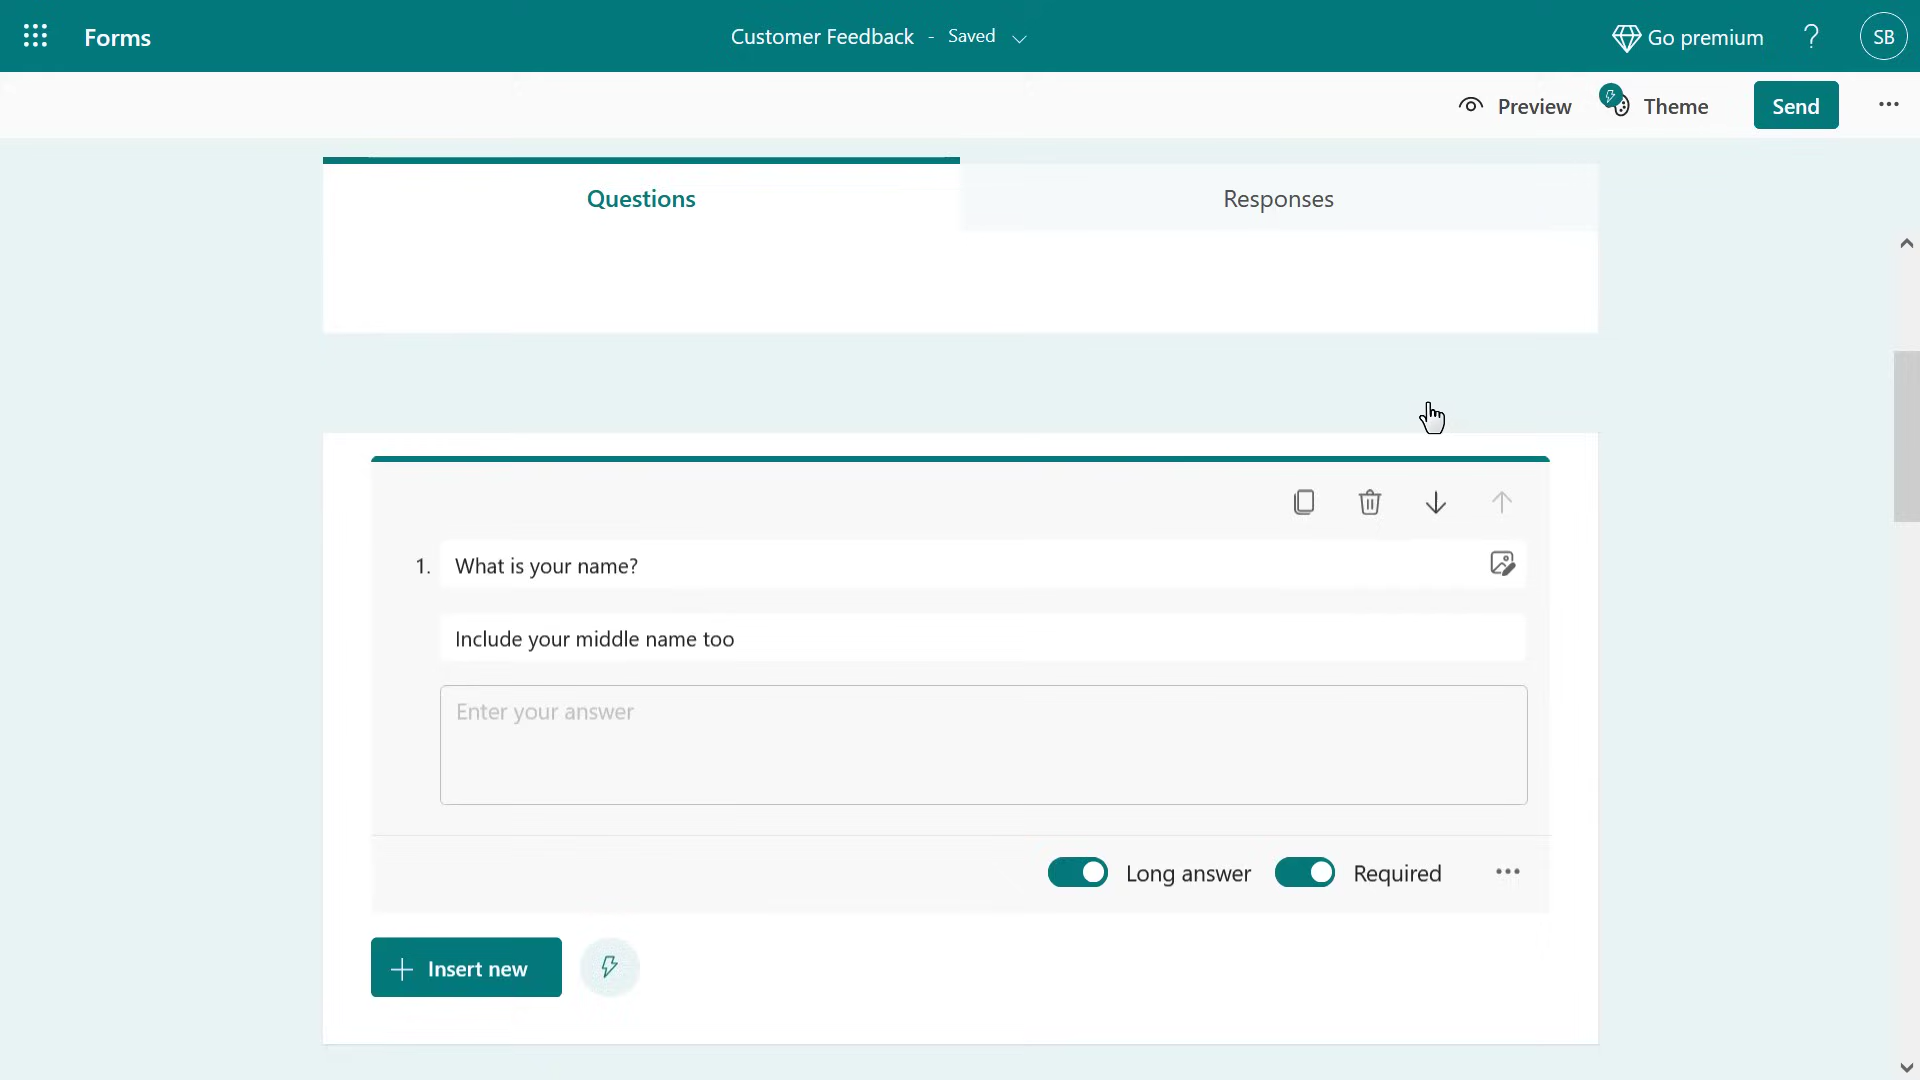 Forms
Customer Feedback - Saved
Go premium
?
SB
Preview
Theme
Send
Questions
Responses
1. What is your name?
Include your middle name too
Enter your answer
Long answer
Required
Insert new